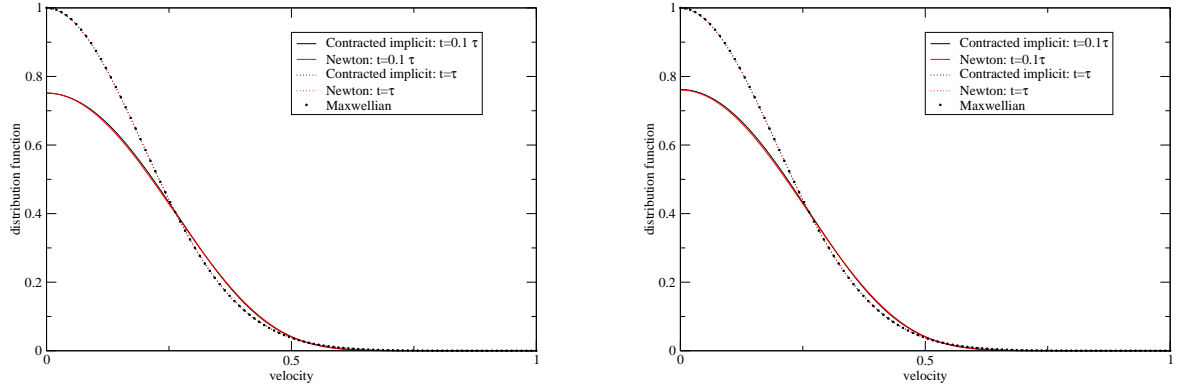 1
0.8
0.6
0.4
0.2
0
distribution function
0
0.5
1
velocity
Contracted implicit: t=0.1 τ
Newton: t=0.1 τ
Contracted implicit: t=τ
Newton: t=τ
Maxwellian
1
0.8
0.6
0.4
0.2
0
distribution function
0
0.5
1
velocity
Contracted implicit: t=0.1τ
Newton: t=0.1τ
Contracted implicit: t=τ
Newton: t=τ
Maxwellian